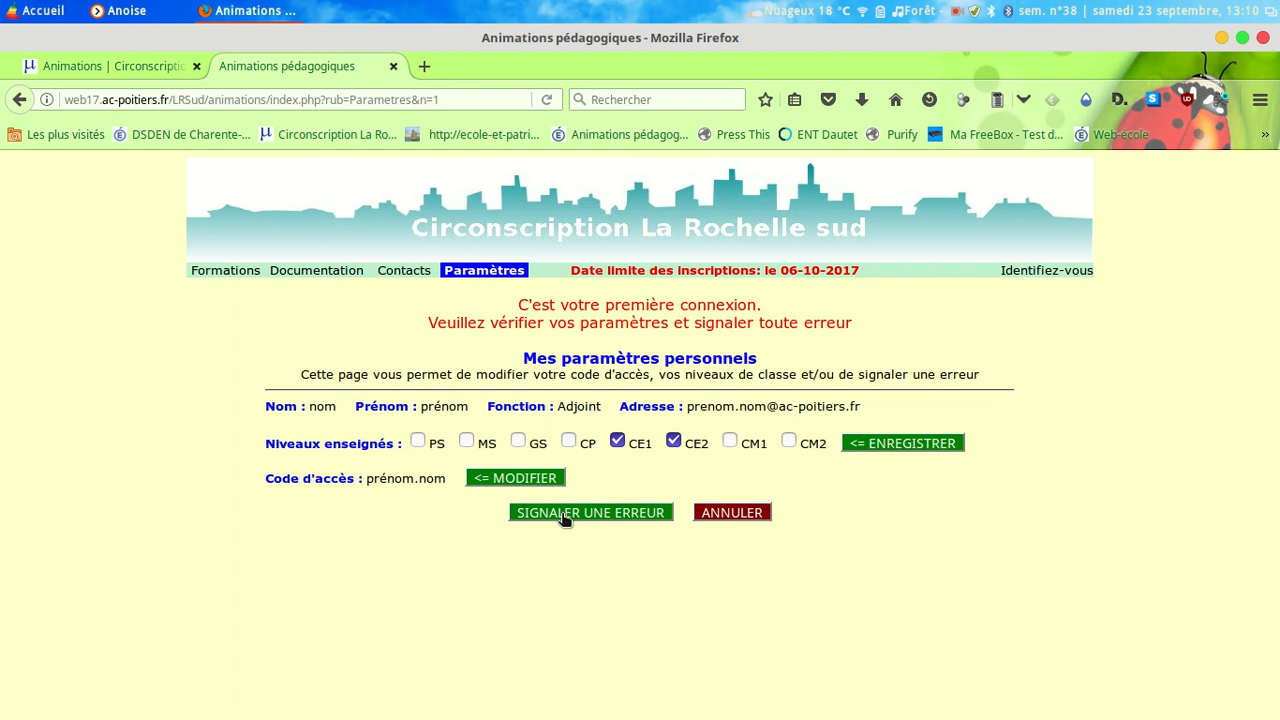 Accueil Anoise Animations ... Nuageux 18 °C Forêt - sem. n°38 | samedi 23 septembre, 13:10
Animations pédagogiques - Mozilla Firefox
µ Animations | Circonscriptio × Animations pédagogiques × +
web17.ac-poitiers.fr/LRSud/animations/index.php?rub=Parametres&n=1 Rechercher D. S
Les plus visités DSDEN de Charente-... µ Circonscription La Ro... http://ecole-et-patri... Animations pédagog... Press This ENT Dautet Purify Ma FreeBox - Test d... Web-école »
Circonscription La Rochelle sud
Formations Documentation Contacts Paramètres Date limite des inscriptions: le 06-10-2017 Identifiez-vous
C'est votre première connexion.
Veuillez vérifier vos paramètres et signaler toute erreur
Mes paramètres personnels
Cette page vous permet de modifier votre code d'accès, vos niveaux de classe et/ou de signaler une erreur
Nom : nom Prénom : prénom Fonction : Adjoint Adresse : prenom.nom@ac-poitiers.fr
Niveaux enseignés : PS MS GS CP CE1 CE2 CM1 CM2 <= ENREGISTRER
Code d'accès : prénom.nom <= MODIFIER
SIGNALER UNE ERREUR ANNULER